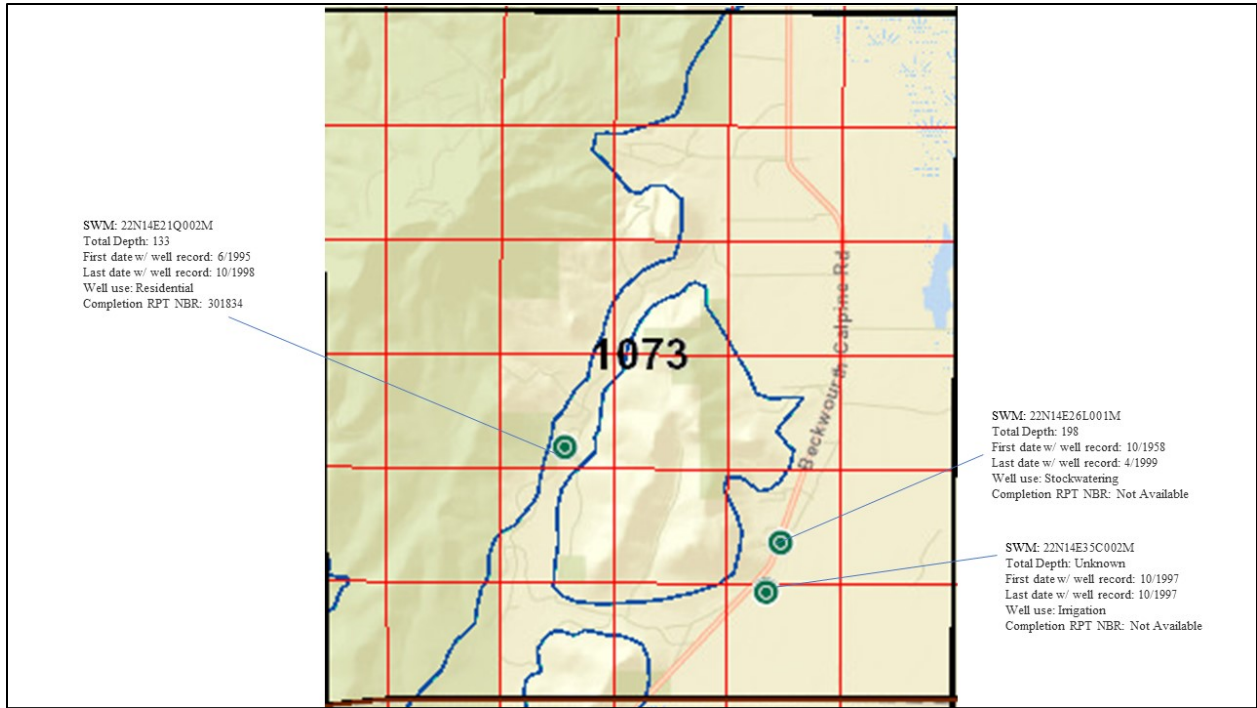 SWM: 22N14E21Q002M
Total Depth: 133
First date w/ well record: 6/1995
Last date w/ well record: 10/1998
Well use: Residential
Completion RPT NBR: 301834
1073
Beckwourth Calpine Rd
SWM: 22N14E26L001M
Total Depth: 198
First date w/ well record: 10/1958
Last date w/ well record: 4/1999
Well use: Stockwatering
Completion RPT NBR: Not Available
SWM: 22N14E35C002M
Total Depth: Unknown
First date w/ well record: 10/1997
Last date w/ well record: 10/1997
Well use: Irrigation
Completion RPT NBR: Not Available